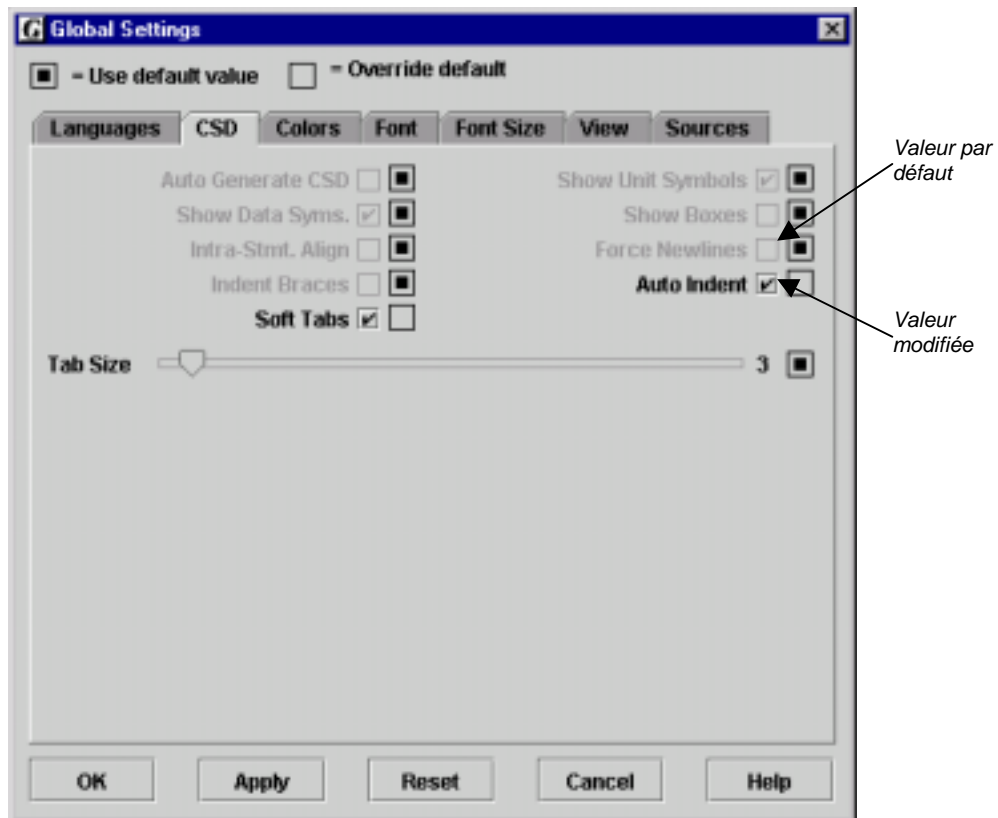 Global Settings
= Use default value = Override default
Languages CSD Colors Font Font Size View Sources
Auto Generate CSD Show Unit Symbols
Show Data Syms. Show Boxes
Intra-Stmt. Align Force Newlines
Indent Braces Auto Indent
Soft Tabs
Tab Size 3
OK Apply Reset Cancel Help
Valeur par
défaut
Valeur
modifiée